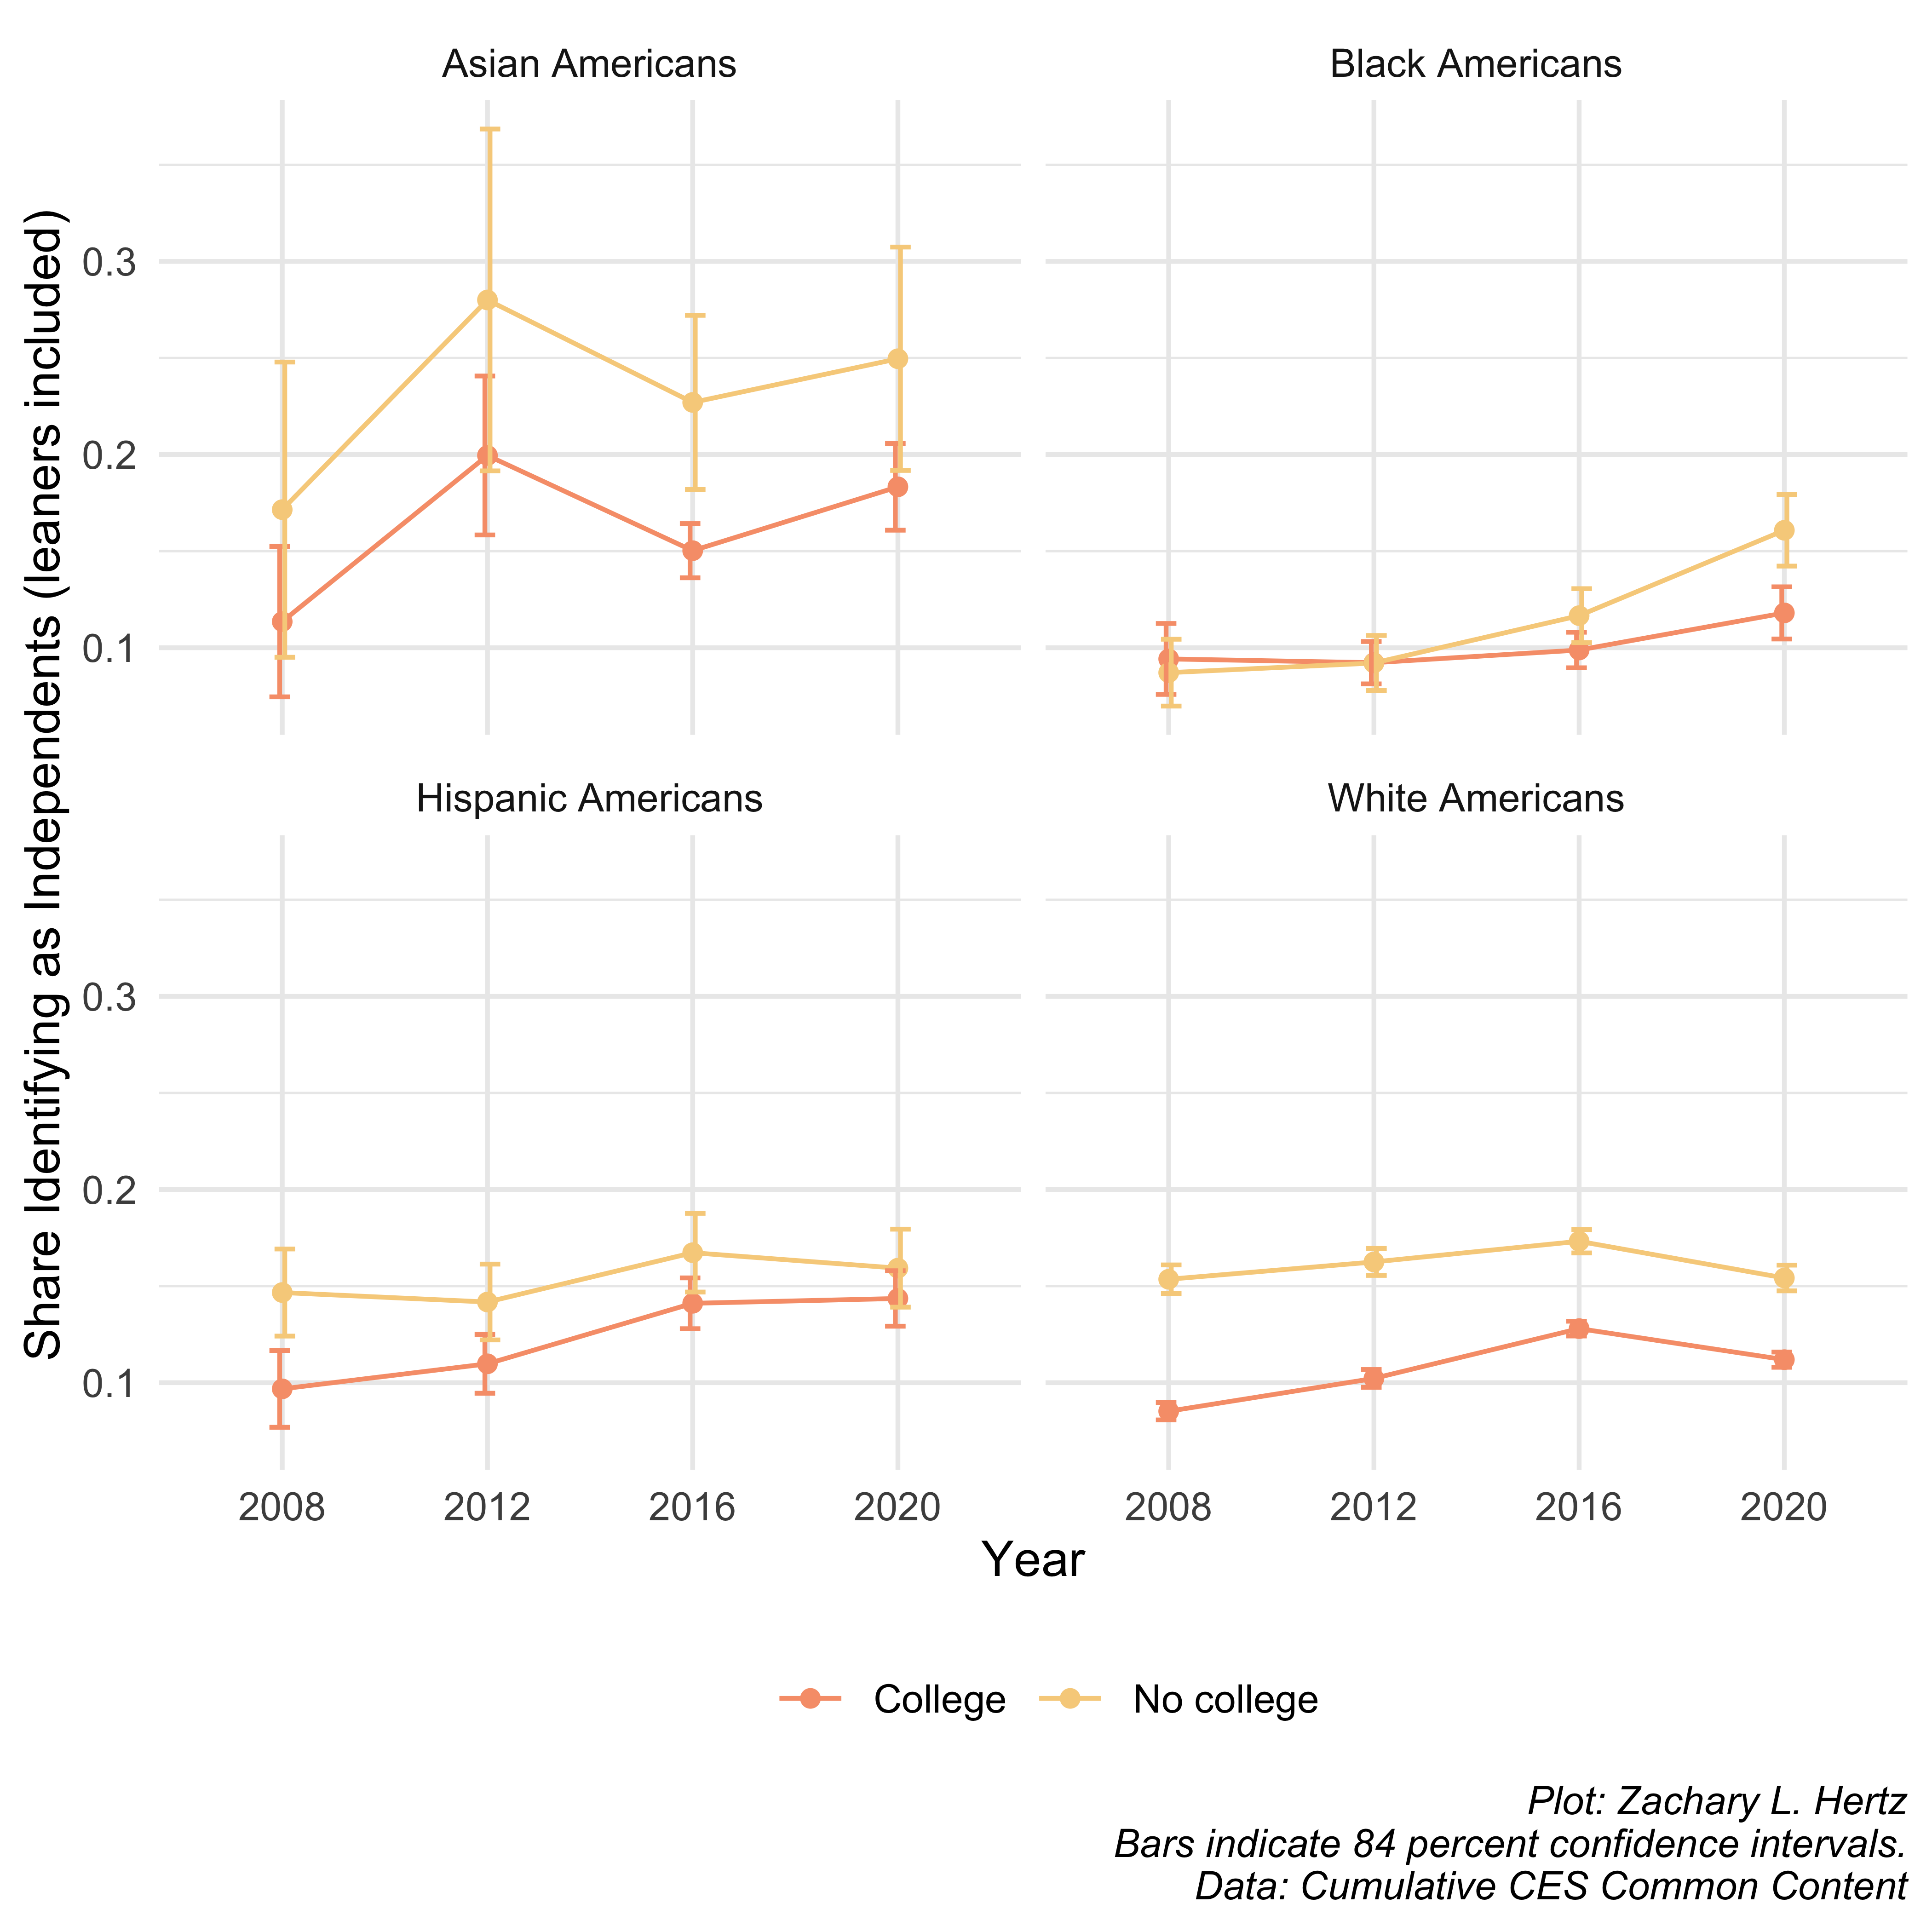 Asian Americans
Black Americans
0.3
0.2
0.1
Hispanic Americans
White Americans
0.3
0.2
0.1
Share Identifying as Independents (leaners included)
2008 2012 2016 2020
2008 2012 2016 2020
Year
College
No college
Plot: Zachary L. Hertz
Bars indicate 84 percent confidence intervals.
Data: Cumulative CES Common Content